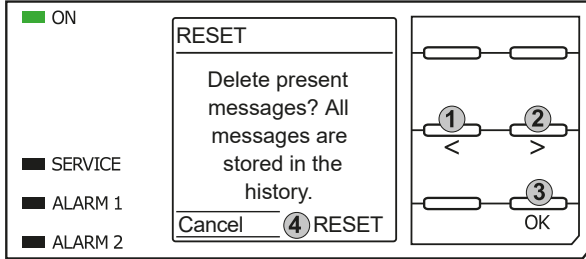 ON
RESET
Delete present
messages? All
messages are
stored in the
history.
Cancel 4 RESET
SERVICE
ALARM 1
ALARM 2
1 2
< >
3
OK